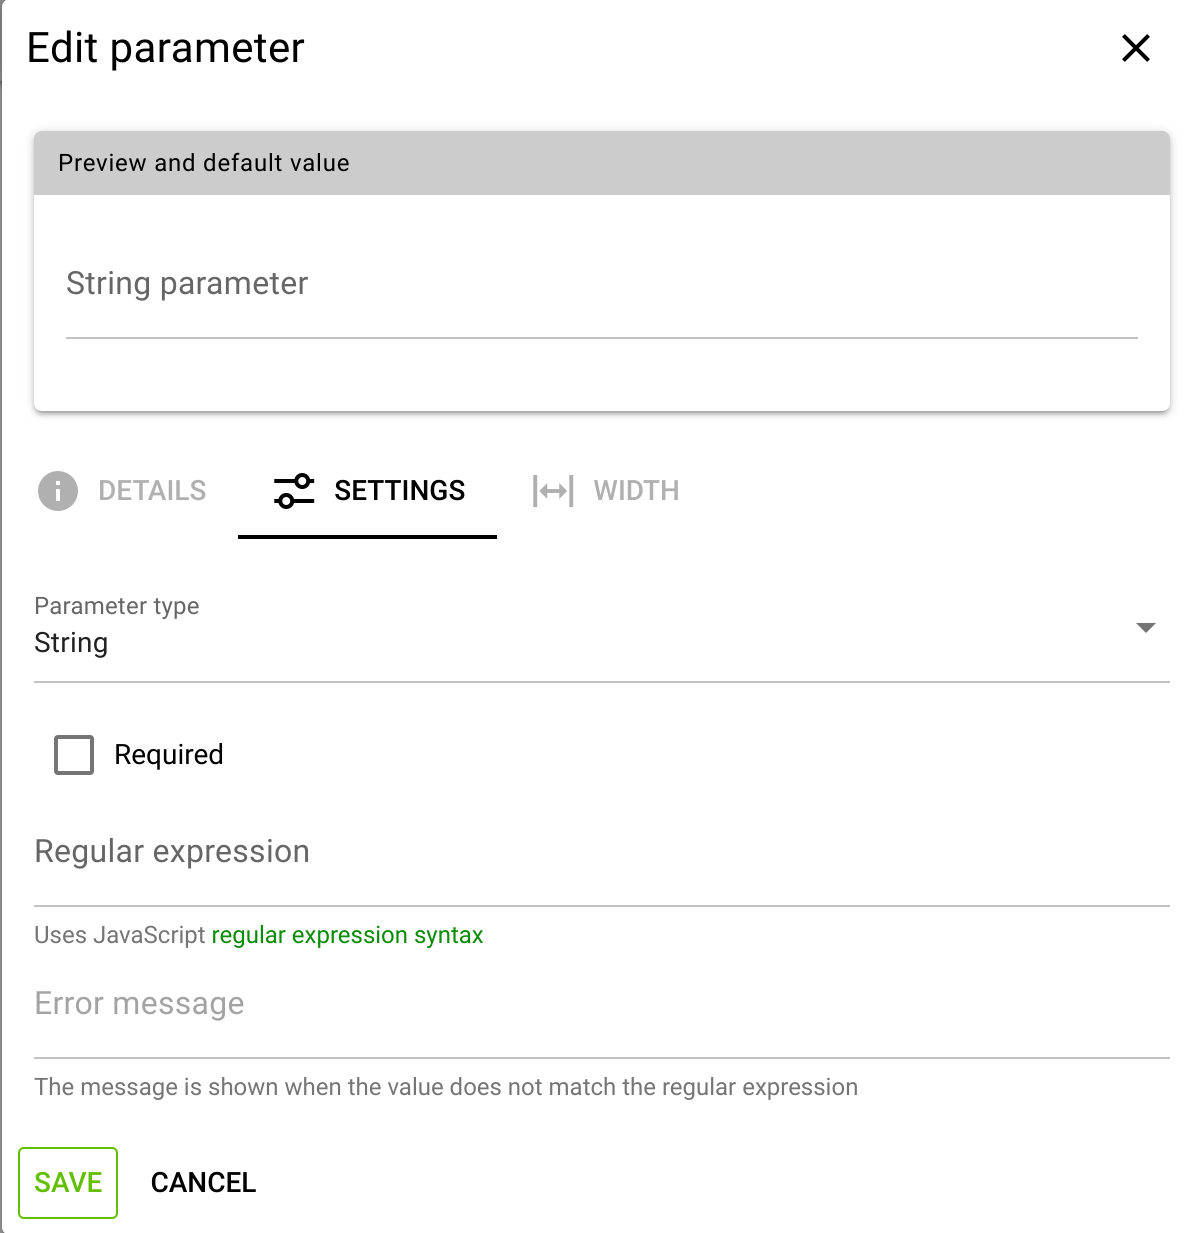 Edit parameter
Preview and default value
String parameter
DETAILS SETTINGS WIDTH
Parameter type
String
Required
Regular expression
Uses JavaScript regular expression syntax
Error message
The message is shown when the value does not match the regular expression
SAVE CANCEL